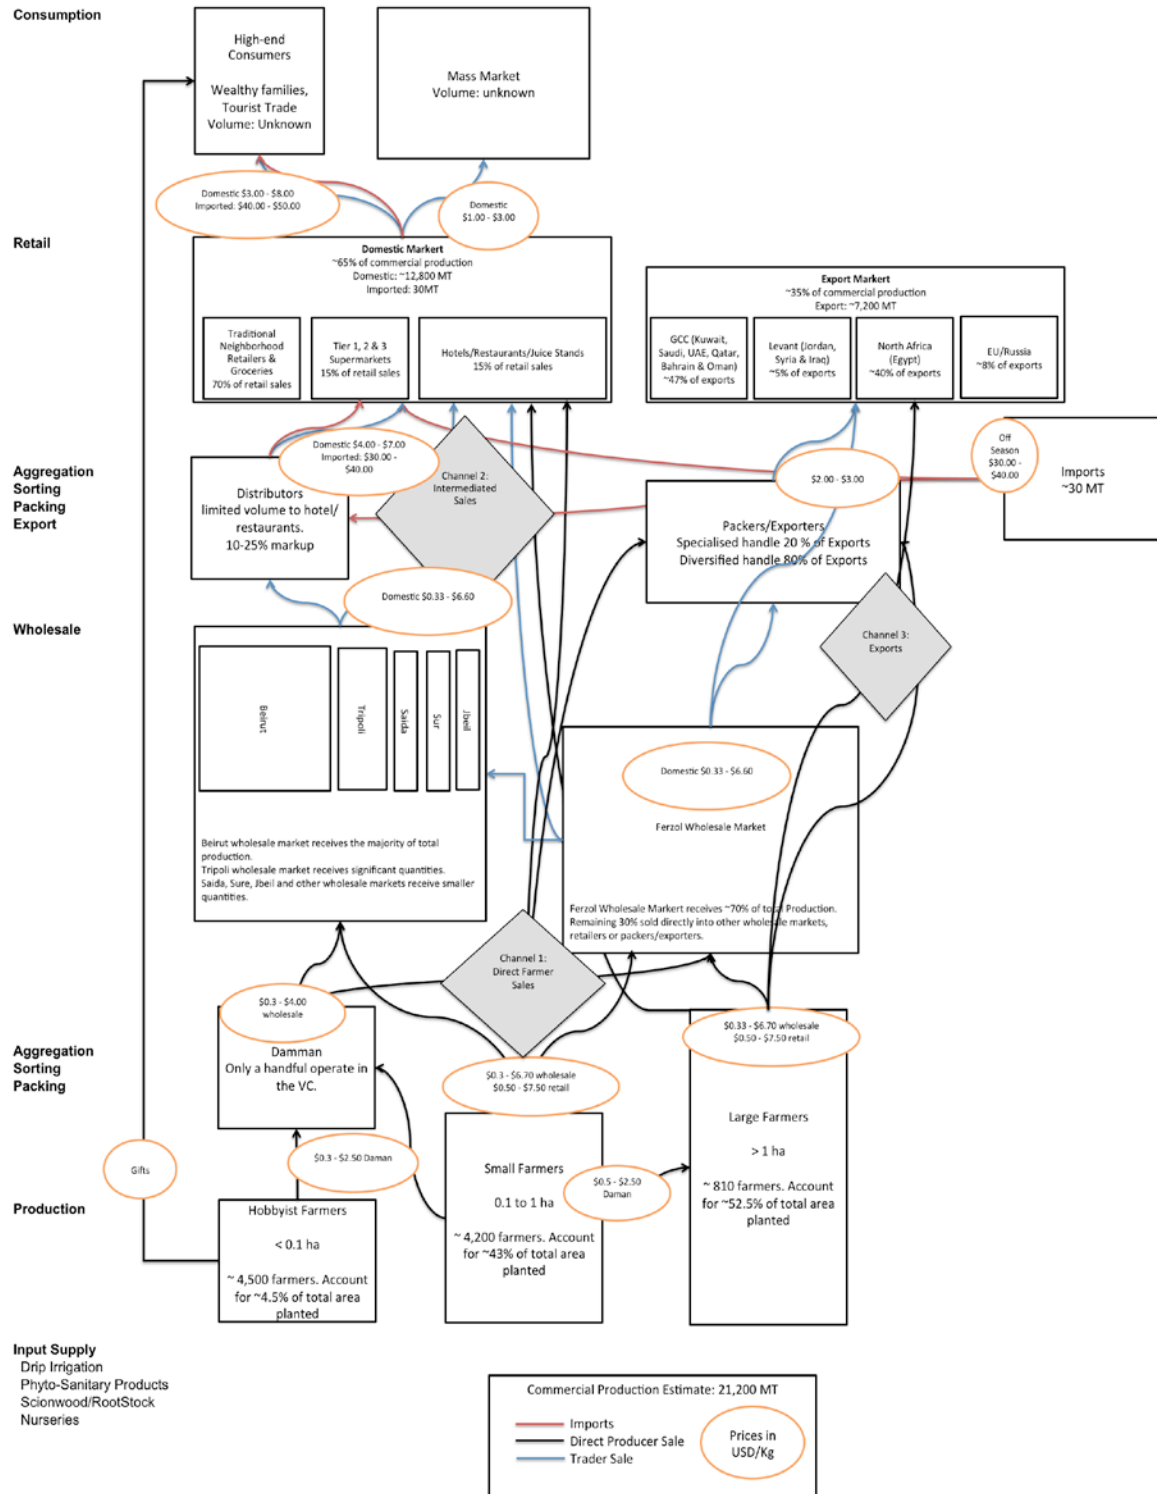 Consumption
High-end
Consumers
Wealthy families,
Tourist Trade
Volume: Unknown
Mass Market
Volume: unknown
Domestic $3.00 - $8.00
Imported: $40.00 - $50.00
Domestic
$1.00 - $3.00
Retail
Domestic Markert
~65% of commercial production
Domestic: ~12,800 MT
Imported: 30MT
Traditional
Neighborhood
Retailers &
Groceries
70% of retail sales
Tier 1, 2 & 3
Supermarkets
15% of retail sales
Hotels/Restaurants/Juice Stands
15% of retail sales
Export Markert
~35% of commercial production
Export: ~7,200 MT
GCC (Kuwait,
Saudi, UAE, Qatar,
Bahrain & Oman)
~47% of exports
Levant (Jordan,
Syria & Iraq)
~5% of exports
North Africa
(Egypt)
~40% of exports
EU/Russia
~8% of exports
Aggregation
Sorting
Packing
Export
Domestic $4.00 - $7.00
Imported: $30.00 -
$40.00
Distributors
limited volume to hotel/
restaurants.
10-25% markup
Channel 2:
Intermediated
Sales
$2.00 - $3.00
Packers/Exporters
Specialised handle 20 % of Exports
Diversified handle 80% of Exports
Off
Season
$30.00 -
$40.00
Imports
~30 MT
Domestic $0.33 - $6.60
Channel 3:
Exports
Wholesale
Beirut
Tripoli
Saida
Sur
Jbeil
Beirut wholesale market receives the majority of total
production.
Tripoli wholesale market receives significant quantities.
Saida, Sure, Jbeil and other wholesale markets receive smaller
quantities.
Domestic $0.33 - $6.60
Ferzol Wholesale Market
Ferzol Wholesale Markert receives ~70% of total Production.
Remaining 30% sold directly into other wholesale markets,
retailers or packers/exporters.
Channel 1:
Direct Farmer
Sales
Aggregation
Sorting
Packing
$0.3 - $4.00
wholesale
Damman
Only a handful operate in
the VC.
$0.3 - $6.70 wholesale
$0.50 - $7.50 retail
$0.33 - $6.70 wholesale
$0.50 - $7.50 retail
Gifts
$0.3 - $2.50 Daman
$0.5 - $2.50
Daman
Production
Hobbyist Farmers
< 0.1 ha
~ 4,500 farmers. Account
for ~4.5% of total area
planted
Small Farmers
0.1 to 1 ha
~ 4,200 farmers. Account
for ~43% of total area
planted
Large Farmers
> 1 ha
~ 810 farmers. Account
for ~52.5% of total area
planted
Input Supply
Drip Irrigation
Phyto-Sanitary Products
Scionwood/RootStock
Nurseries
Commercial Production Estimate: 21,200 MT
Imports
Direct Producer Sale
Trader Sale
Prices in
USD/Kg